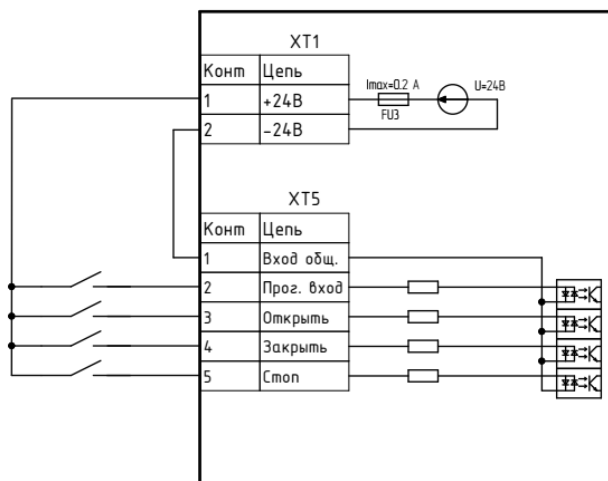 XT1
Конт Цепь
1 +24В
2 -24В
Imax=0.2 А
FU3
U=24В
XT5
Конт Цепь
1 Вход общ.
2 Прог. вход
3 Открыть
4 Закрыть
5 Стоп